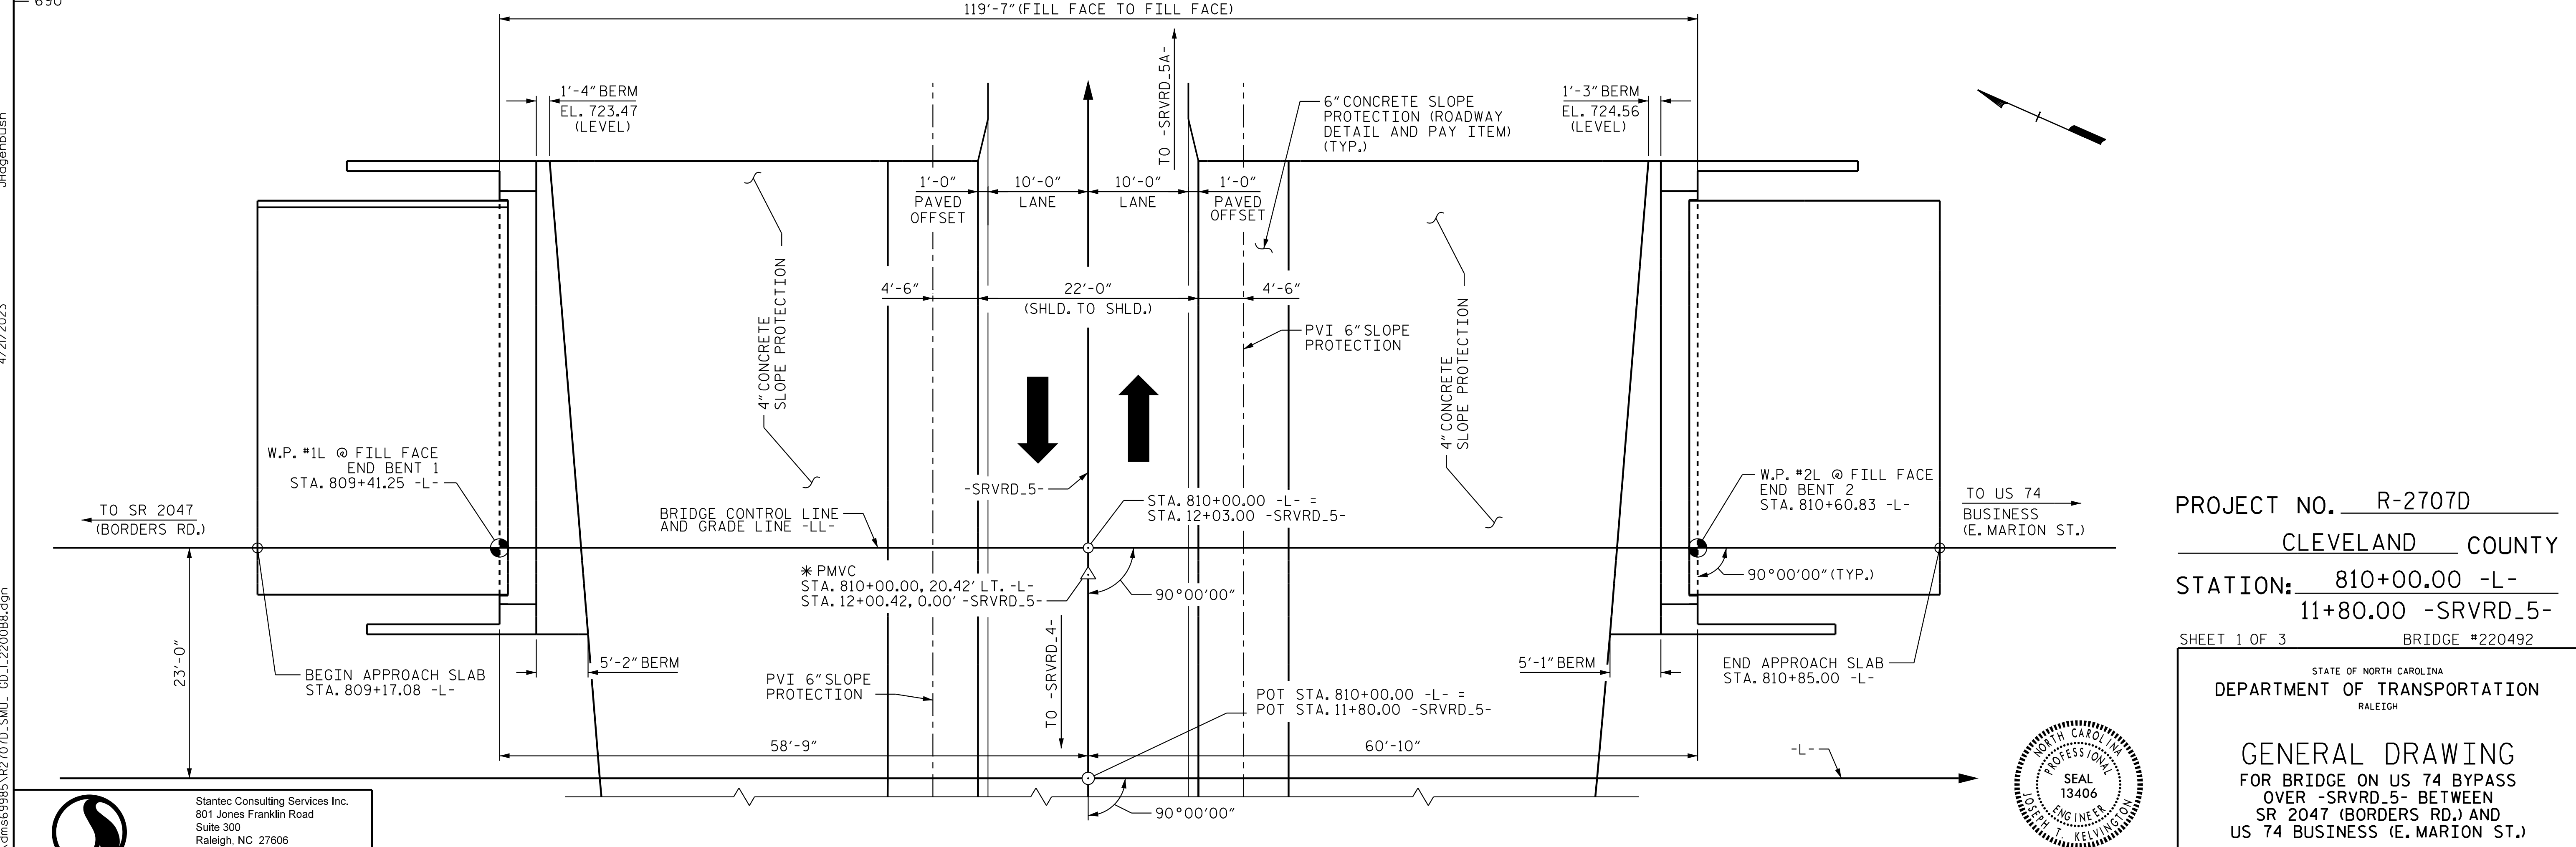 690
119'-7" (FILL FACE TO FILL FACE)
1'-4" BERM
EL. 723.47
(LEVEL)
TO -SRVRD_5A-
6" CONCRETE SLOPE
PROTECTION (ROADWAY
DETAIL AND PAY ITEM)
(TYP.)
1'-3" BERM
EL. 724.56
(LEVEL)
1'-0"
PAVED
OFFSET
10'-0"
LANE
10'-0"
LANE
1'-0"
PAVED
OFFSET
4" CONCRETE
SLOPE PROTECTION
4'-6"
22'-0"
(SHLD. TO SHLD.)
4'-6"
PVI 6" SLOPE
PROTECTION
4" CONCRETE
SLOPE PROTECTION
W.P. #1L @ FILL FACE
END BENT 1
STA. 809+41.25 -L-
TO SR 2047
(BORDERS RD.)
BRIDGE CONTROL LINE
AND GRADE LINE -LL-
-SRVRD_5-
STA. 810+00.00 -L- =
STA. 12+03.00 -SRVRD_5-
W.P. #2L @ FILL FACE
END BENT 2
STA. 810+60.83 -L-
TO US 74
BUSINESS
(E. MARION ST.)
* PMVC
STA. 810+00.00, 20.42' LT. -L-
STA. 12+00.42, 0.00' -SRVRD_5-
90°00'00"
90°00'00" (TYP.)
23'-0"
BEGIN APPROACH SLAB
STA. 809+17.08 -L-
5'-2" BERM
PVI 6" SLOPE
PROTECTION
TO -SRVRD_4-
5'-1" BERM
END APPROACH SLAB
STA. 810+85.00 -L-
POT STA. 810+00.00 -L- =
POT STA. 11+80.00 -SRVRD_5-
58'-9"
60'-10"
-L-
90°00'00"
PROJECT NO. R-2707D
CLEVELAND COUNTY
STATION: 810+00.00 -L-
11+80.00 -SRVRD_5-
SHEET 1 OF 3 BRIDGE #220492
STATE OF NORTH CAROLINA
DEPARTMENT OF TRANSPORTATION
RALEIGH
GENERAL DRAWING
FOR BRIDGE ON US 74 BYPASS
OVER -SRVRD_5- BETWEEN
SR 2047 (BORDERS RD.) AND
US 74 BUSINESS (E. MARION ST.)
NORTH CAROLINA
PROFESSIONAL
SEAL
13406
ENGINEER
JOSEPH T. KELVINGTON
Stantec Consulting Services Inc.
801 Jones Franklin Road
Suite 300
Raleigh, NC 27606
JHagenbush
4/21/2023